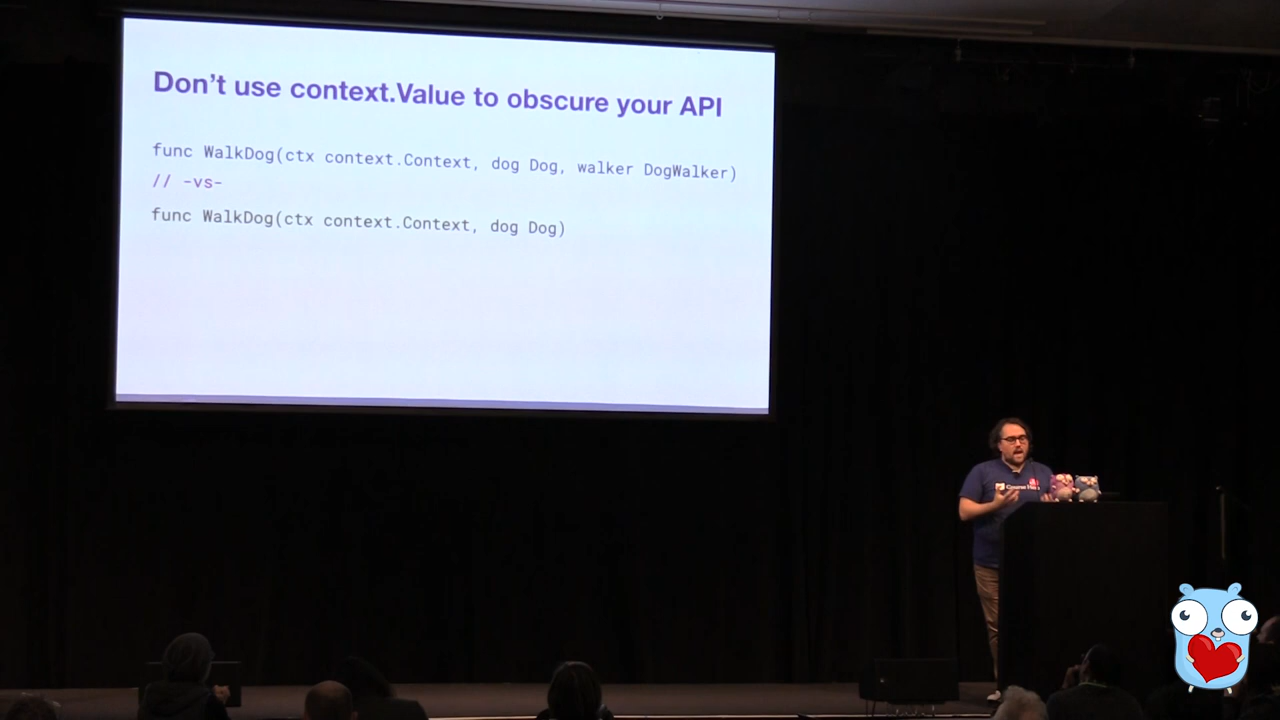 Don't use context.Value to obscure your API
func WalkDog(ctx context.Context, dog Dog, walker DogWalker)
// -vs-
func WalkDog(ctx context.Context, dog Dog)